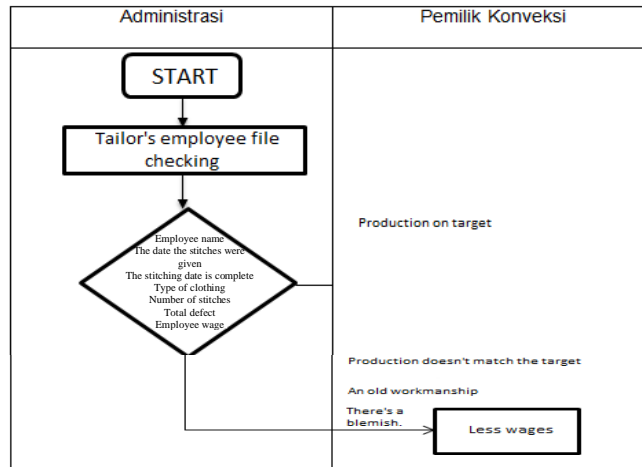 Administrasi
Pemilik Konveksi
START
Tailor's employee file
checking
Employee name
The date the stitches were
given
The stitching date is complete
Type of clothing
Number of stitches
Total defect
Employee wage
Production on target
Production doesn't match the target
An old workmanship
There's a
blemish.
Less wages